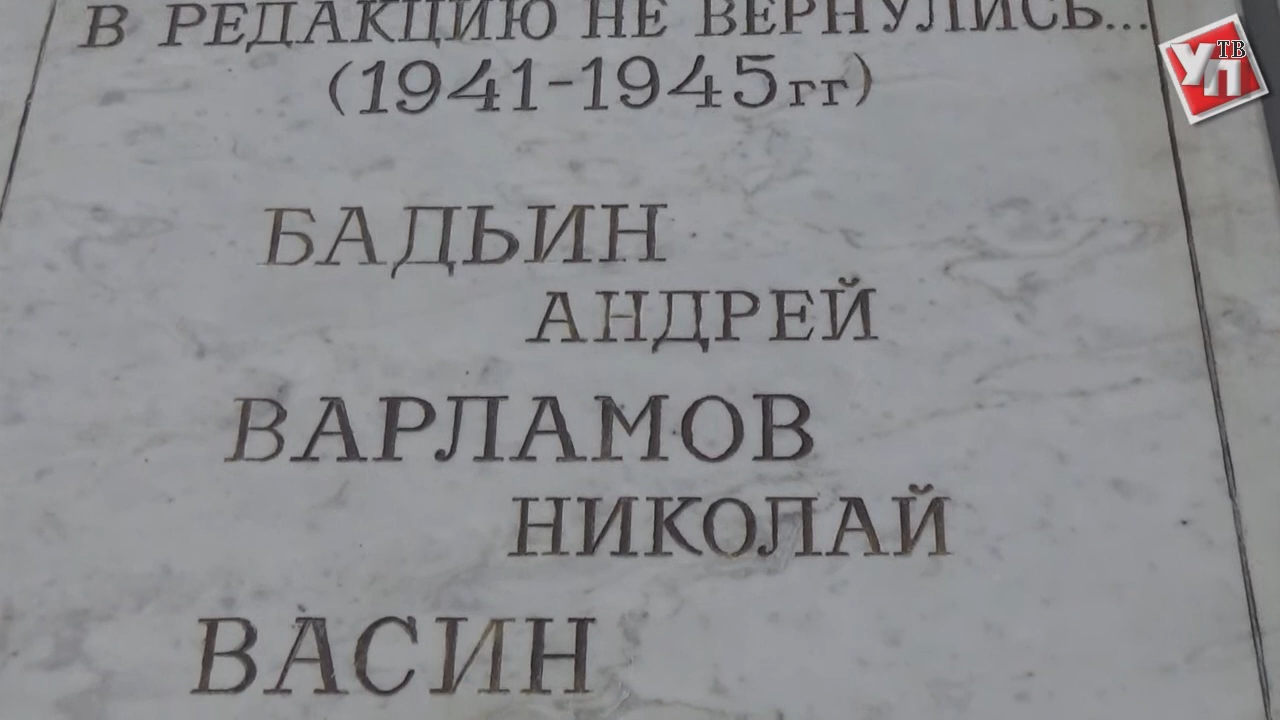 В РЕДАКЦИЮ НЕ ВЕРНУЛИСЬ...
(1941-1945гг)
БАДЬИН
АНДРЕЙ
ВАРЛАМОВ
НИКОЛАЙ
ВАСИН
УП ТВ